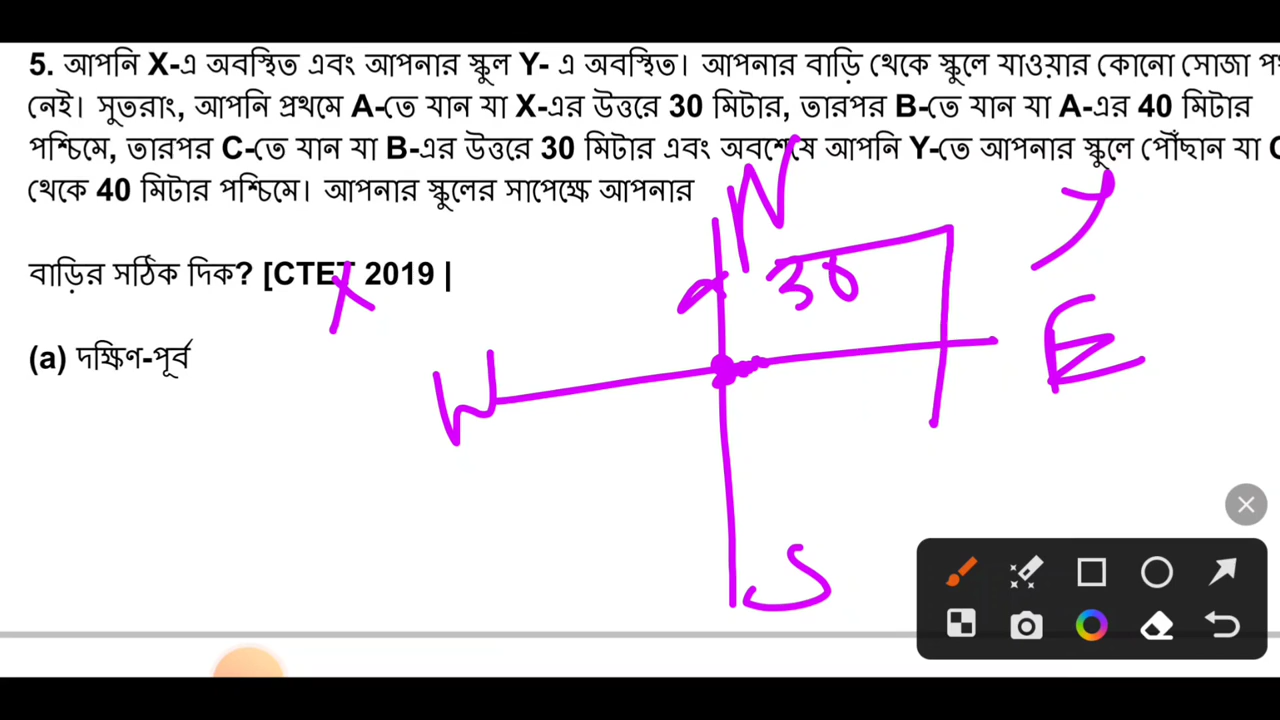 5. আপনি X-এ অবস্থিত এবং আপনার স্কুল Y- এ অবস্থিত। আপনার বাড়ি থেকে স্কুলে যাওয়ার কোনো সোজা
নেই। সুতরাং, আপনি প্রথমে A-তে যান যা X-এর উত্তরে 30 মিটার, তারপর B-তে যান যা A-এর 40 মিটার
পশ্চিমে, তারপর C-তে যান যা B-এর উত্তরে 30 মিটার এবং অবশেষে আপনি Y-তে আপনার স্কুলে পৌঁছান যা
থেকে 40 মিটার পশ্চিমে। আপনার স্কুলের সাপেক্ষে আপনার
N
Y
30
বাড়ির সঠিক দিক? [CTET 2019 |
X
E
(a) দক্ষিণ-পূর্ব
W
S